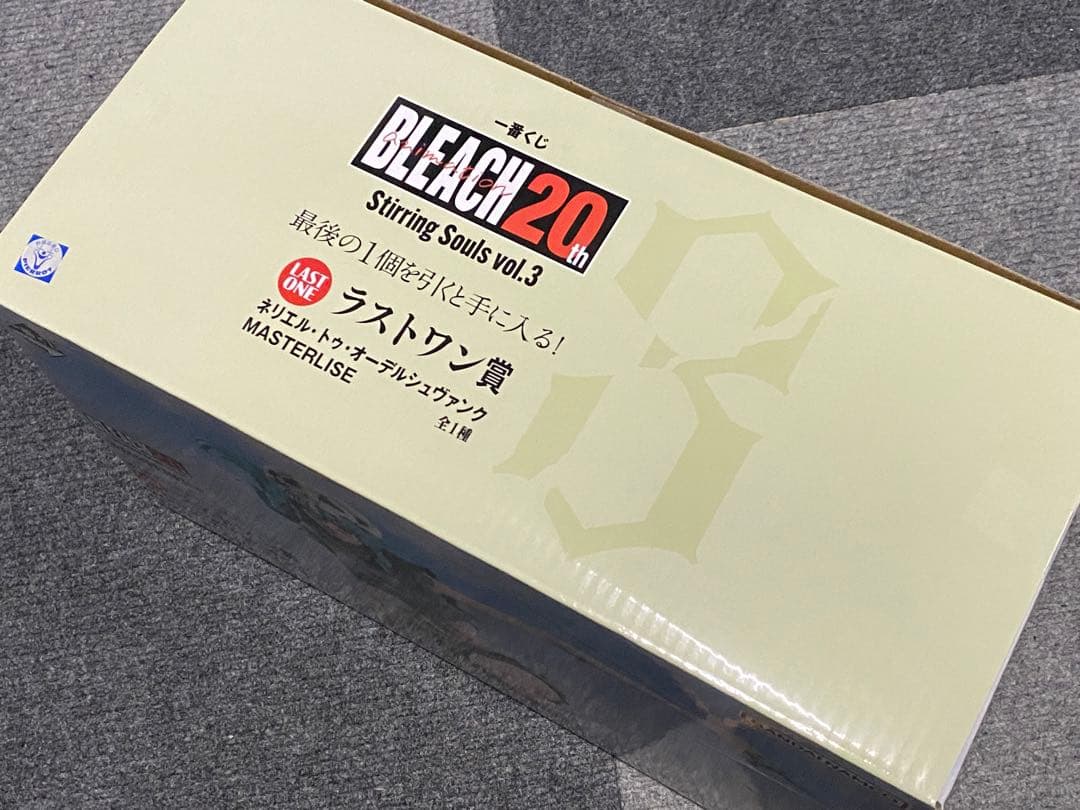 一番くじ
BLEACH 20th
animation
Stirring Souls vol.3
最後の1個を引くと手に入る!
LAST ONE ラストワン賞
ネリエル・トゥ・オーデルシュヴァンク
MASTERLISE
全1種
3